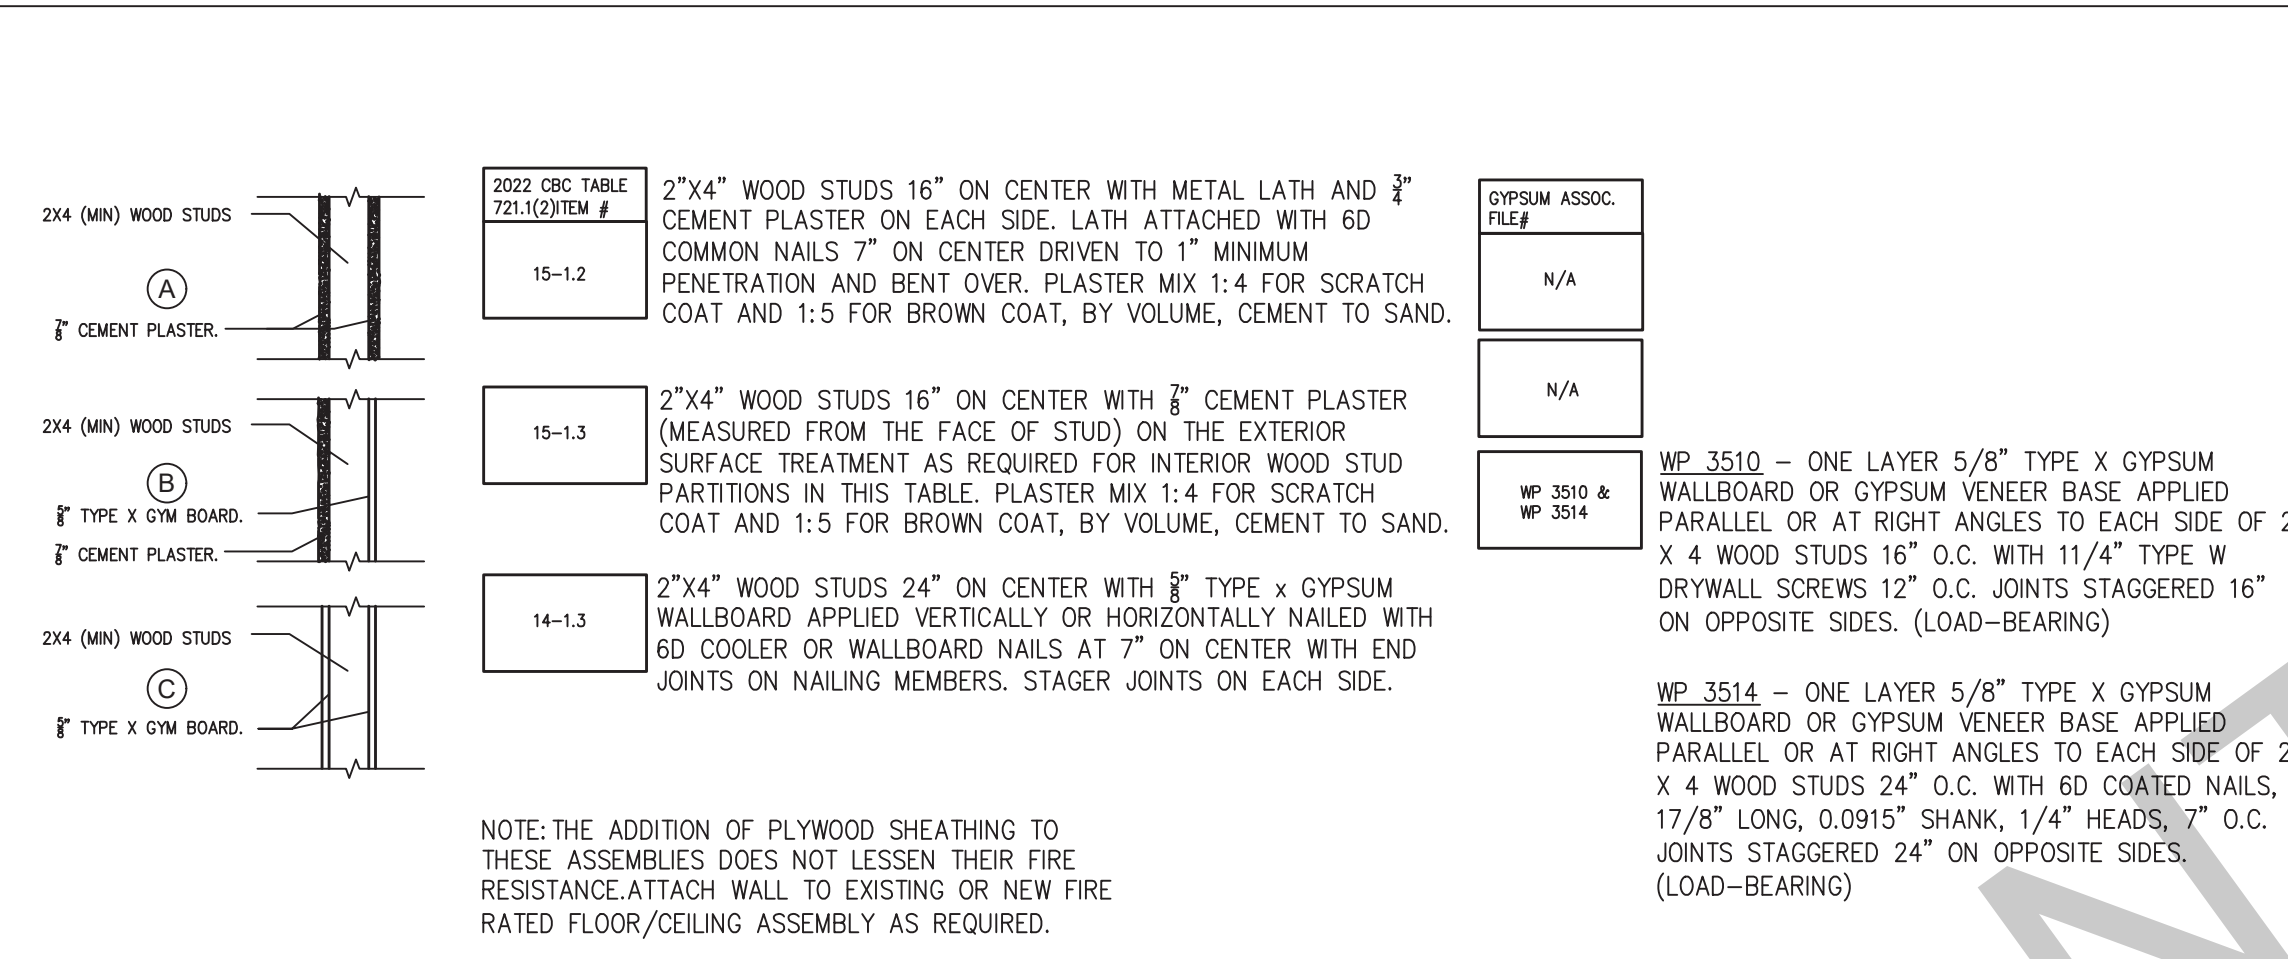 2X4 (MIN) WOOD STUDS
A
7/8" CEMENT PLASTER.
2X4 (MIN) WOOD STUDS
B
5/8" TYPE X GYM BOARD.
7/8" CEMENT PLASTER.
2X4 (MIN) WOOD STUDS
C
5/8" TYPE X GYM BOARD.
2022 CBC TABLE
721.1(2)ITEM #
15-1.2
2"X4" WOOD STUDS 16" ON CENTER WITH METAL LATH AND 3/4"
CEMENT PLASTER ON EACH SIDE. LATH ATTACHED WITH 6D
COMMON NAILS 7" ON CENTER DRIVEN TO 1" MINIMUM
PENETRATION AND BENT OVER. PLASTER MIX 1:4 FOR SCRATCH
COAT AND 1:5 FOR BROWN COAT, BY VOLUME, CEMENT TO SAND.
15-1.3
2"X4" WOOD STUDS 16" ON CENTER WITH 7/8" CEMENT PLASTER
(MEASURED FROM THE FACE OF STUD) ON THE EXTERIOR
SURFACE TREATMENT AS REQUIRED FOR INTERIOR WOOD STUD
PARTITIONS IN THIS TABLE. PLASTER MIX 1:4 FOR SCRATCH
COAT AND 1:5 FOR BROWN COAT, BY VOLUME, CEMENT TO SAND.
14-1.3
2"X4" WOOD STUDS 24" ON CENTER WITH 5/8" TYPE x GYPSUM
WALLBOARD APPLIED VERTICALLY OR HORIZONTALLY NAILED WITH
6D COOLER OR WALLBOARD NAILS AT 7" ON CENTER WITH END
JOINTS ON NAILING MEMBERS. STAGER JOINTS ON EACH SIDE.
NOTE: THE ADDITION OF PLYWOOD SHEATHING TO
THESE ASSEMBLIES DOES NOT LESSEN THEIR FIRE
RESISTANCE.ATTACH WALL TO EXISTING OR NEW FIRE
RATED FLOOR/CEILING ASSEMBLY AS REQUIRED.
GYPSUM ASSOC.
FILE#
N/A
N/A
WP 3510 &
WP 3514
WP 3510 – ONE LAYER 5/8" TYPE X GYPSUM
WALLBOARD OR GYPSUM VENEER BASE APPLIED
PARALLEL OR AT RIGHT ANGLES TO EACH SIDE OF 2
X 4 WOOD STUDS 16" O.C. WITH 11/4" TYPE W
DRYWALL SCREWS 12" O.C. JOINTS STAGGERED 16"
ON OPPOSITE SIDES. (LOAD-BEARING)
WP 3514 – ONE LAYER 5/8" TYPE X GYPSUM
WALLBOARD OR GYPSUM VENEER BASE APPLIED
PARALLEL OR AT RIGHT ANGLES TO EACH SIDE OF 2
X 4 WOOD STUDS 24" O.C. WITH 6D COATED NAILS,
17/8" LONG, 0.0915" SHANK, 1/4" HEADS, 7" O.C.
JOINTS STAGGERED 24" ON OPPOSITE SIDES.
(LOAD-BEARING)